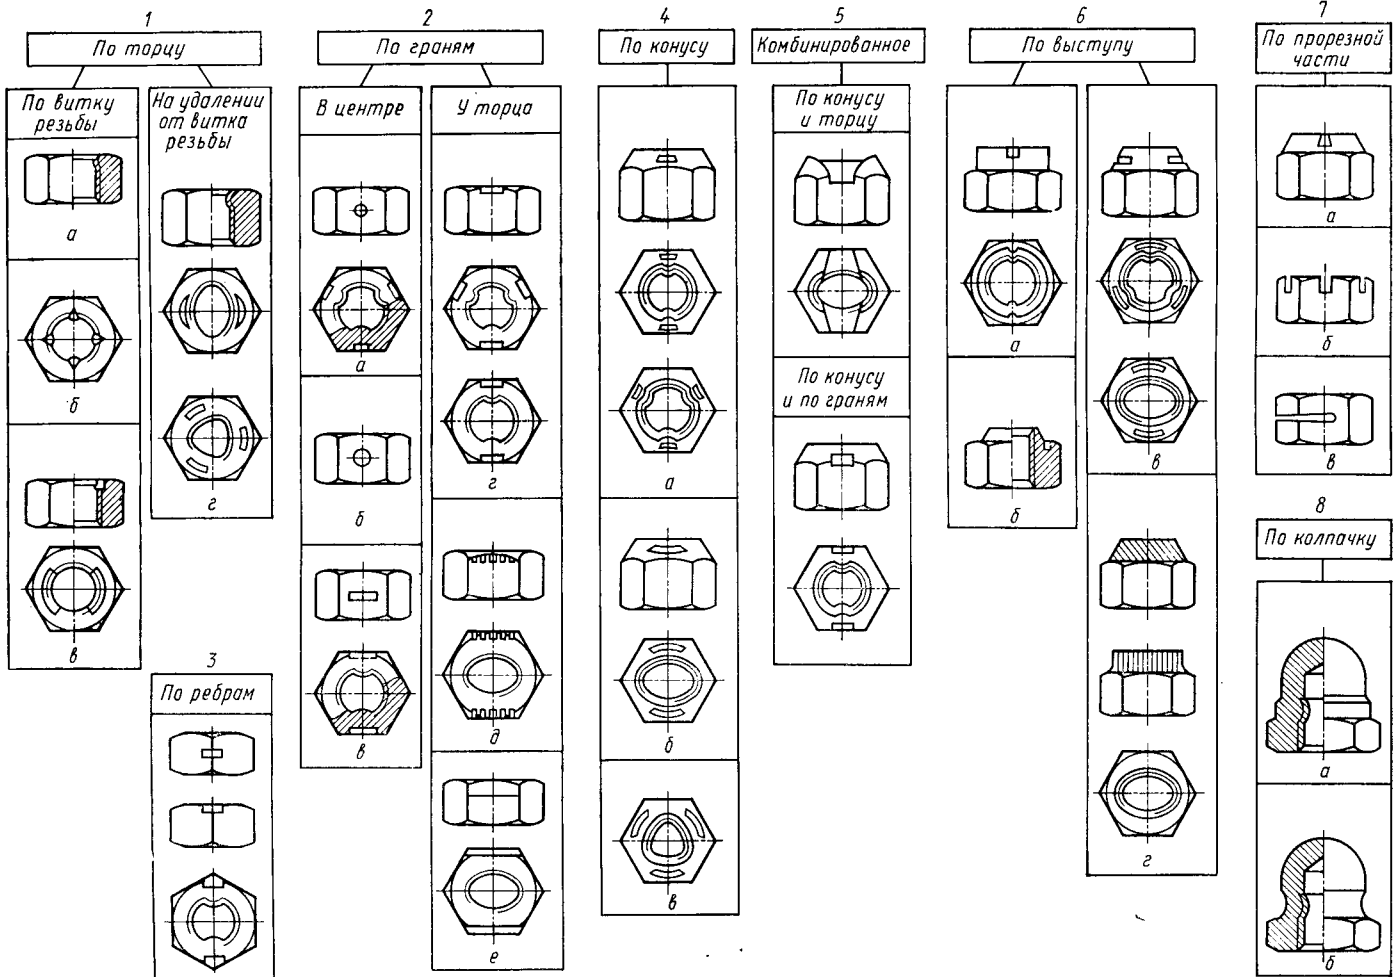 1
По торцу
По витку
резьбы
а
б
в
На удалении
от витка
резьбы
г
2
По граням
В центре
а
б
в
У торца
г
д
е
3
По ребрам
4
По конусу
а
б
в
5
Комбинированное
По конусу
и торцу
По конусу
и по граням
6
По выступу
а
б
в
г
7
По прорезной
части
а
б
в
8
По колпачку
а
б